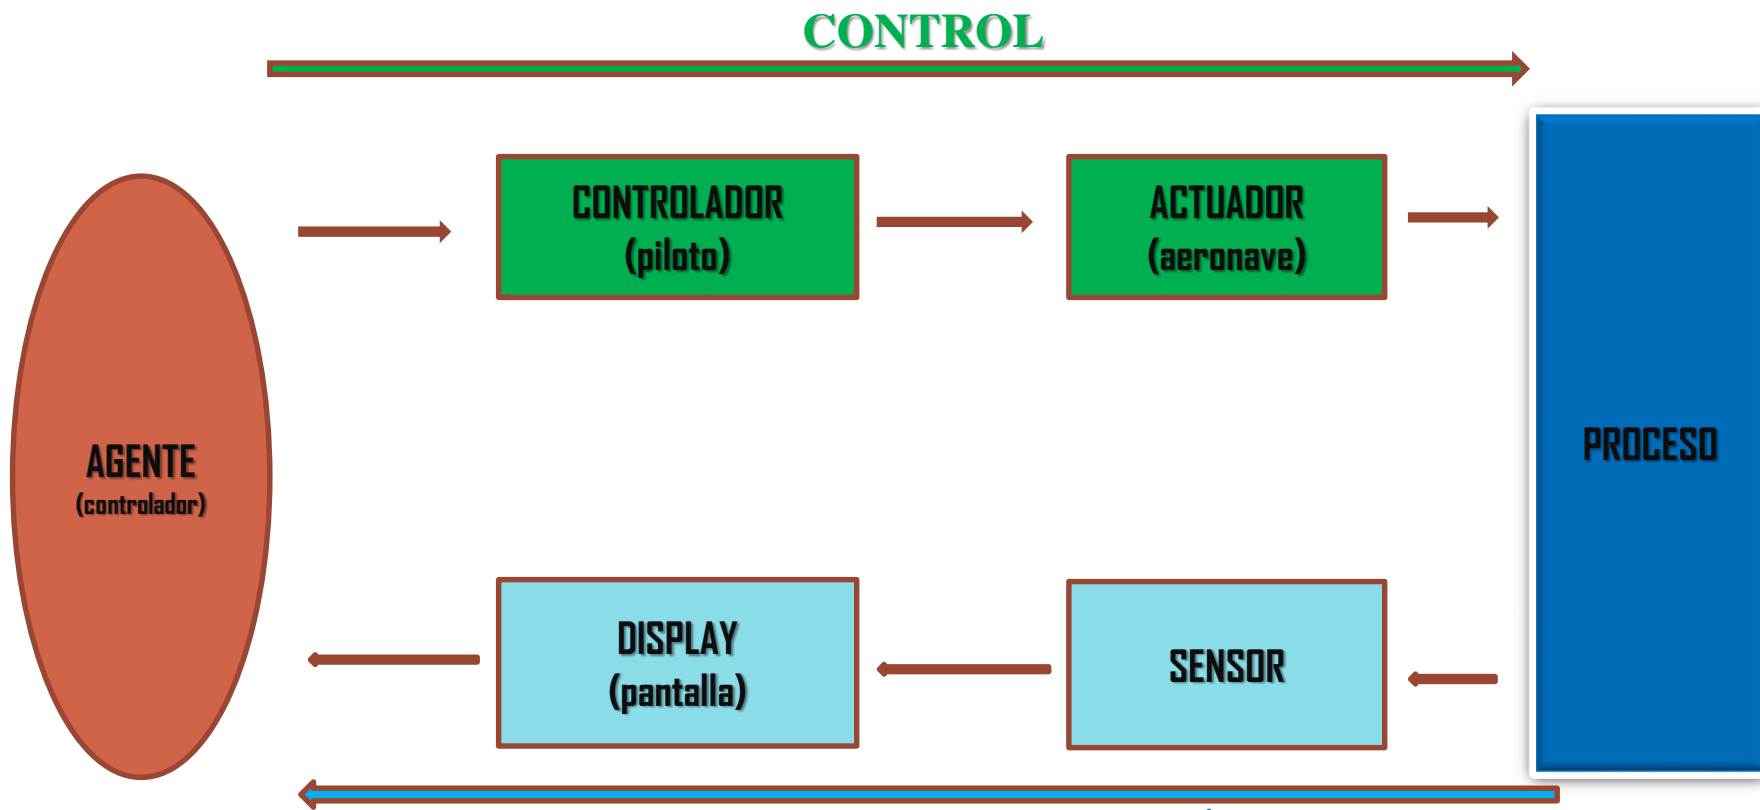 CONTROL
CONTROLADOR
(piloto)
ACTUADOR
(aeronave)
AGENTE
(controlador)
PROCESO
DISPLAY
(pantalla)
SENSOR